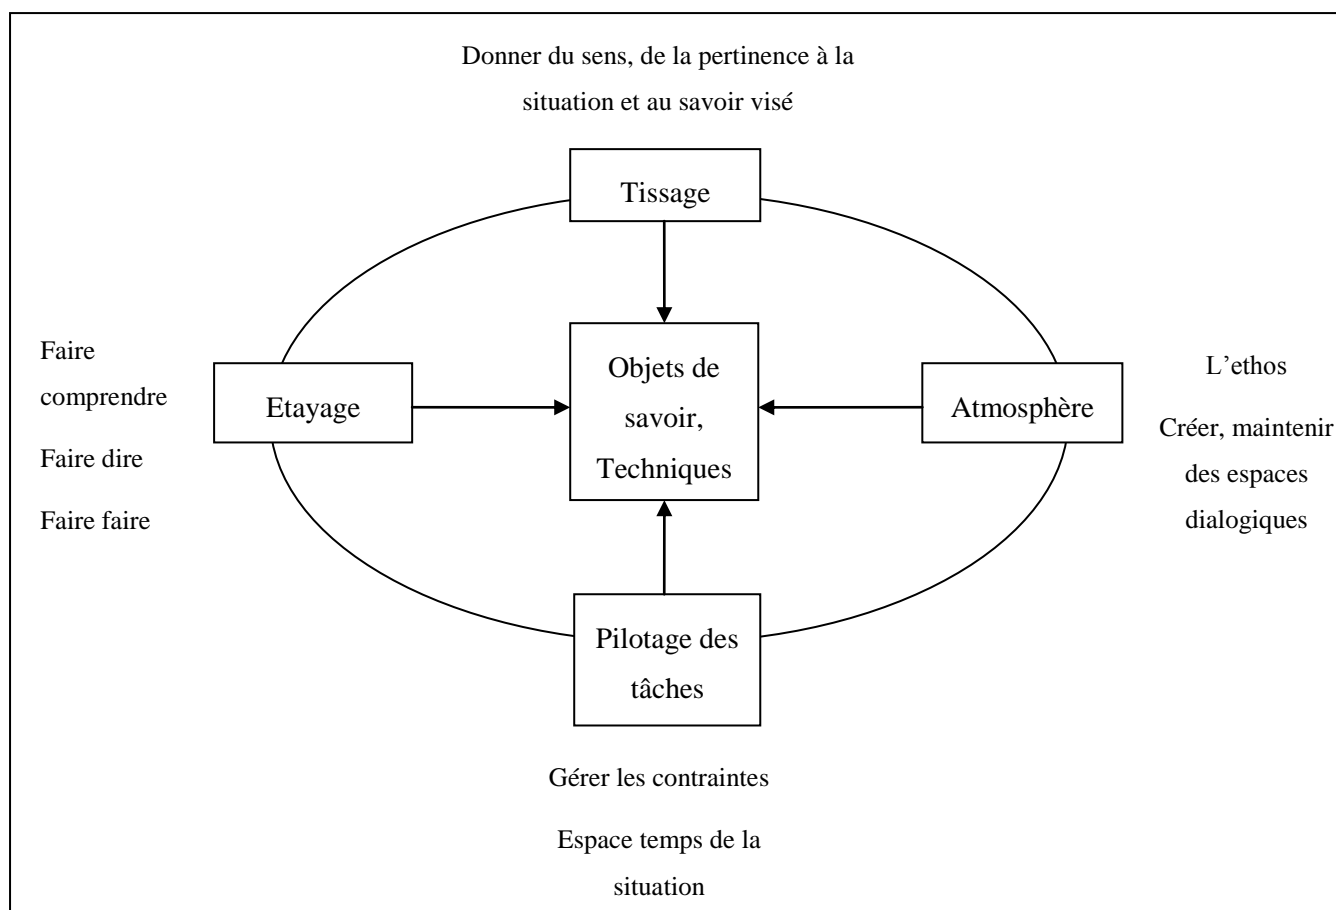 Donner du sens, de la pertinence à la
situation et au savoir visé
Tissage
Faire
comprendre
Faire dire
Faire faire
Etayage
Objets de
savoir,
Techniques
Atmosphère
L’ethos
Créer, maintenir
des espaces
dialogiques
Pilotage des
tâches
Gérer les contraintes
Espace temps de la
situation